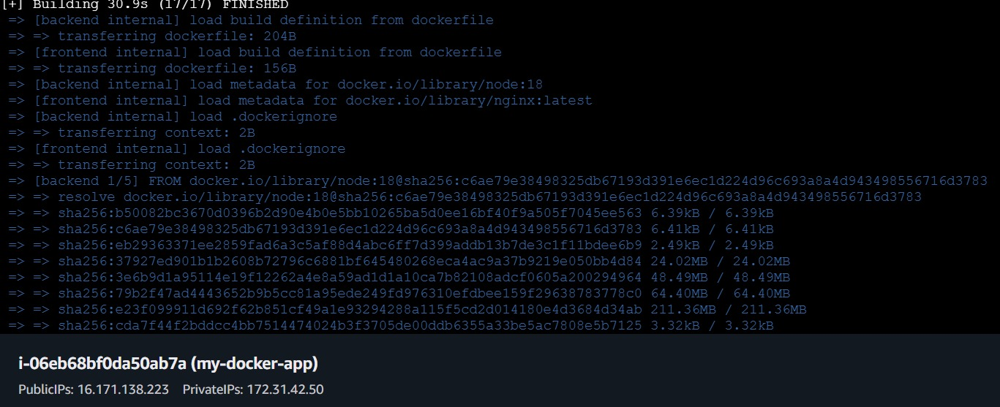 [+] Building 30.9s (17/17) FINISHED
=> [backend internal] load build definition from dockerfile
=> => transferring dockerfile: 204B
=> [frontend internal] load build definition from dockerfile
=> => transferring dockerfile: 156B
=> [backend internal] load metadata for docker.io/library/node:18
=> [frontend internal] load metadata for docker.io/library/nginx:latest
=> [backend internal] load .dockerignore
=> => transferring context: 2B
=> [frontend internal] load .dockerignore
=> => transferring context: 2B
=> [backend 1/5] FROM docker.io/library/node:18@sha256:c6ae79e38498325db67193d391e6ec1d224d96c693a8a4d943498556716d3783
=> => resolve docker.io/library/node:18@sha256:c6ae79e38498325db67193d391e6ec1d224d96c693a8a4d943498556716d3783
=> => sha256:b50082bc3670d0396b2d90e4b0e5bb10265ba5d0ee16bf40f9a505f7045ee563 6.39kB / 6.39kB
=> => sha256:c6ae79e38498325db67193d391e6ec1d224d96c693a8a4d943498556716d3783 6.41kB / 6.41kB
=> => sha256:eb29363371ee2859fad6a3c5af88d4abc6ff7d399addb13b7de3c1f11bdee6b9 2.49kB / 2.49kB
=> => sha256:37927ed901b1b2608b72796c6881bf645480268eca4ac9a37b9219e050bb4d84 24.02MB / 24.02MB
=> => sha256:3e6b9d1a95114e19f12262a4e8a59ad1d1a10ca7b82108adcf0605a200294964 48.49MB / 48.49MB
=> => sha256:79b2f47ad4443652b9b5cc81a95ede249fd976310efdbee159f29638783778c0 64.40MB / 64.40MB
=> => sha256:e23f099911d692f62b851cf49a1e93294288a115f5cd2d014180e4d3684d34ab 211.36MB / 211.36MB
=> => sha256:cda7f44f2bddcc4bb7514474024b3f3705de00ddb6355a33be5ac7808e5b7125 3.32kB / 3.32kB
i-06eb68bf0da50ab7a (my-docker-app)
PublicIPs: 16.171.138.223 PrivateIPs: 172.31.42.50